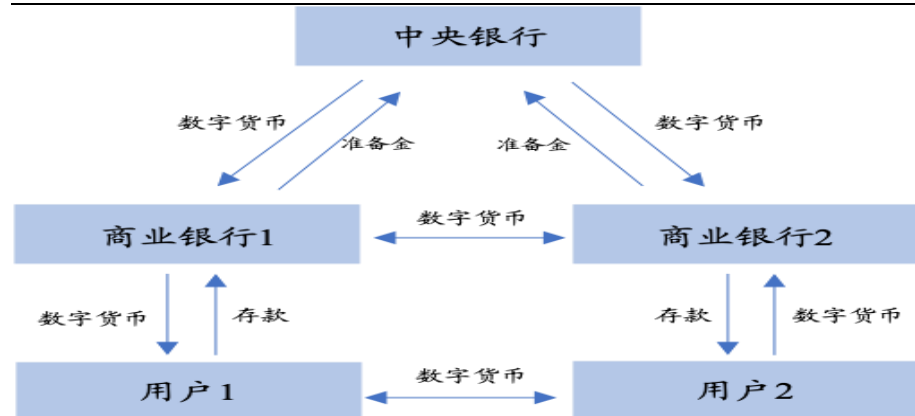 中央银行
数字货币
准备金
准备金
数字货币
商业银行1
数字货币
商业银行2
数字货币
存款
存款
数字货币
用户1
数字货币
用户2